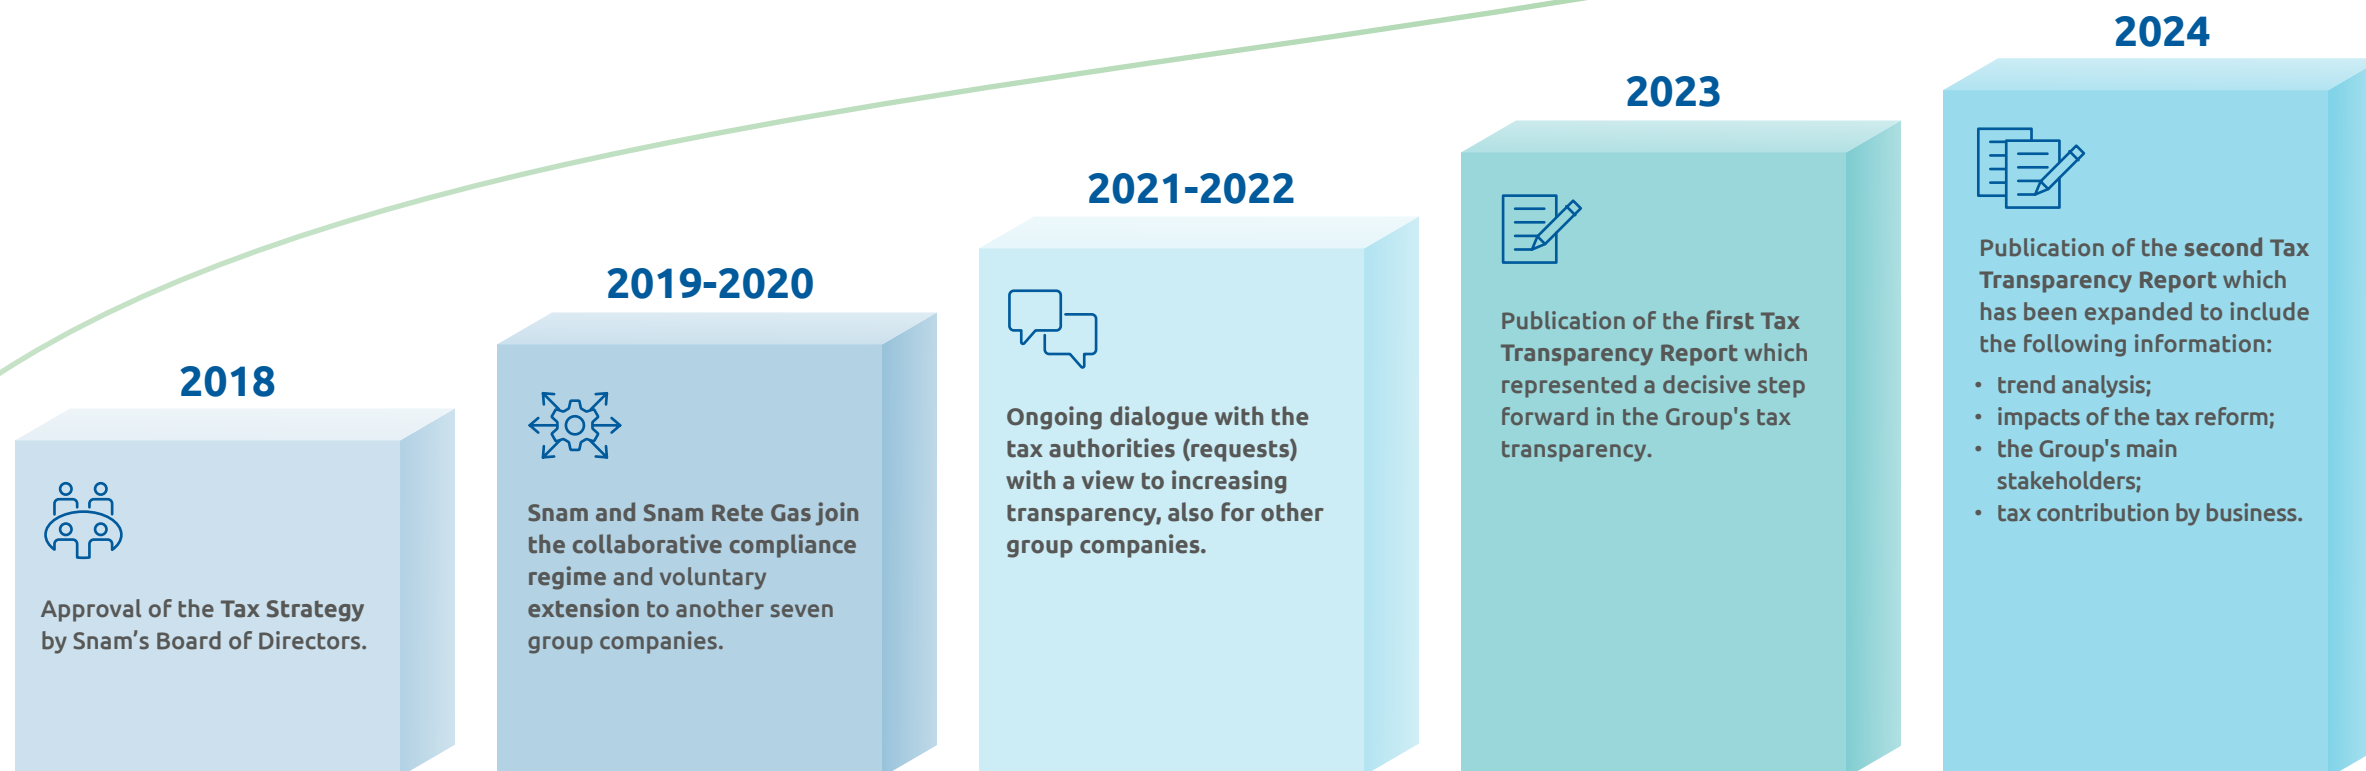 2018
Approval of the Tax Strategy
by Snam’s Board of Directors.
2019-2020
Snam and Snam Rete Gas join
the collaborative compliance
regime and voluntary
extension to another seven
group companies.
2021-2022
Ongoing dialogue with the
tax authorities (requests)
with a view to increasing
transparency, also for other
group companies.
2023
Publication of the first Tax
Transparency Report which
represented a decisive step
forward in the Group's tax
transparency.
2024
Publication of the second Tax
Transparency Report which
has been expanded to include
the following information:
• trend analysis;
• impacts of the tax reform;
• the Group's main
stakeholders;
• tax contribution by business.